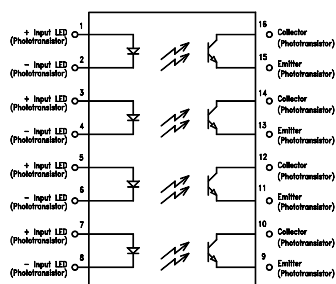 1
+ Input LED
(Phototransistor)
2
− Input LED
(Phototransistor)
3
+ Input LED
(Phototransistor)
4
− Input LED
(Phototransistor)
5
+ Input LED
(Phototransistor)
6
− Input LED
(Phototransistor)
7
+ Input LED
(Phototransistor)
8
− Input LED
(Phototransistor)
16
Collector
(Phototransistor)
15
Emitter
(Phototransistor)
14
Collector
(Phototransistor)
13
Emitter
(Phototransistor)
12
Collector
(Phototransistor)
11
Emitter
(Phototransistor)
10
Collector
(Phototransistor)
9
Emitter
(Phototransistor)